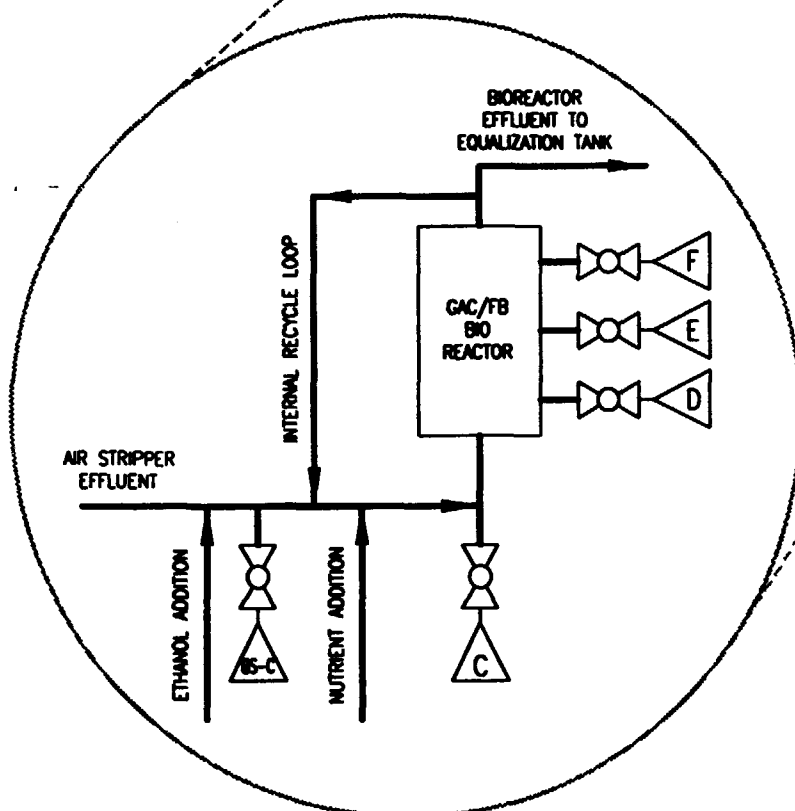 BIOREACTOR
EFFLUENT TO
EQUALIZATION TANK
INTERNAL RECYCLE LOOP
GAC/FB
BIO
REACTOR
F
E
D
AIR STRIPPER
EFFLUENT
ETHANOL ADDITION
NUTRIENT ADDITION
C